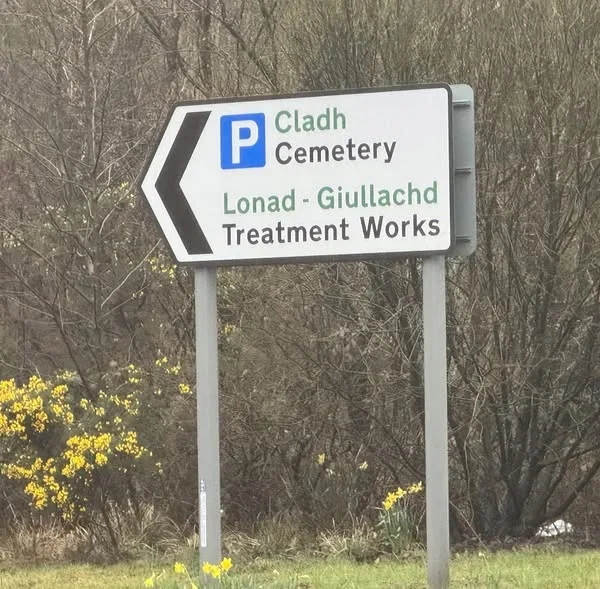 P Cladh
Cemetery
Lonad - Giullachd
Treatment Works